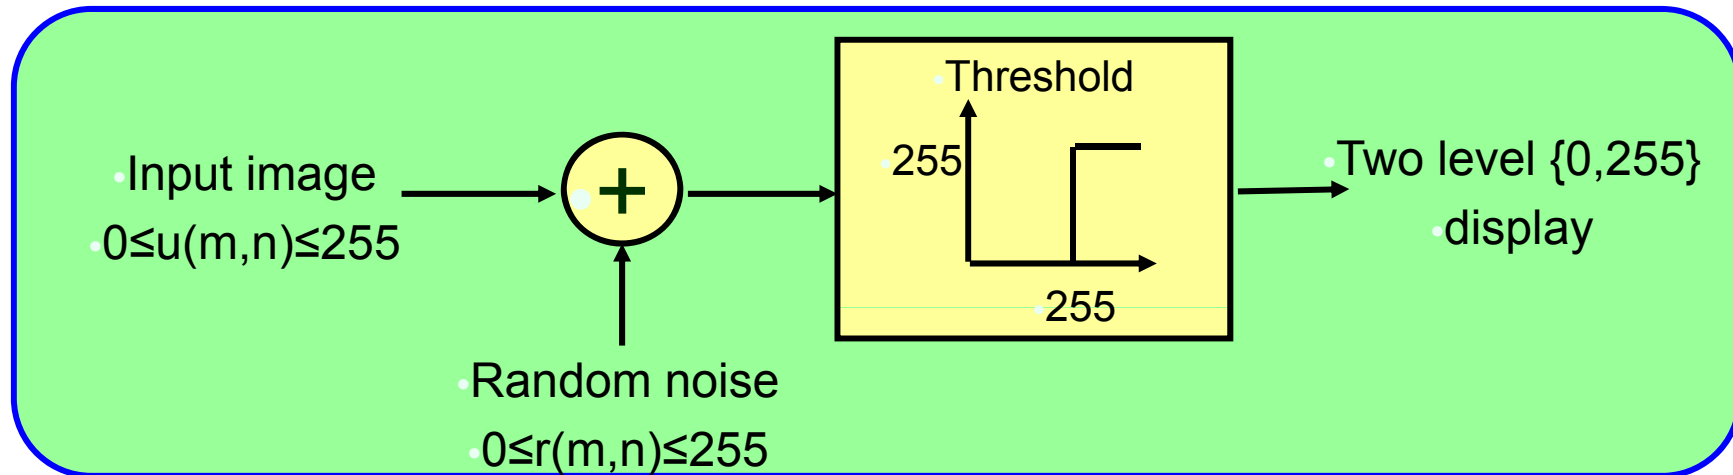 Threshold
255
255
Input image
0≤u(m,n)≤255
+
Two level {0,255}
display
Random noise
0≤r(m,n)≤255